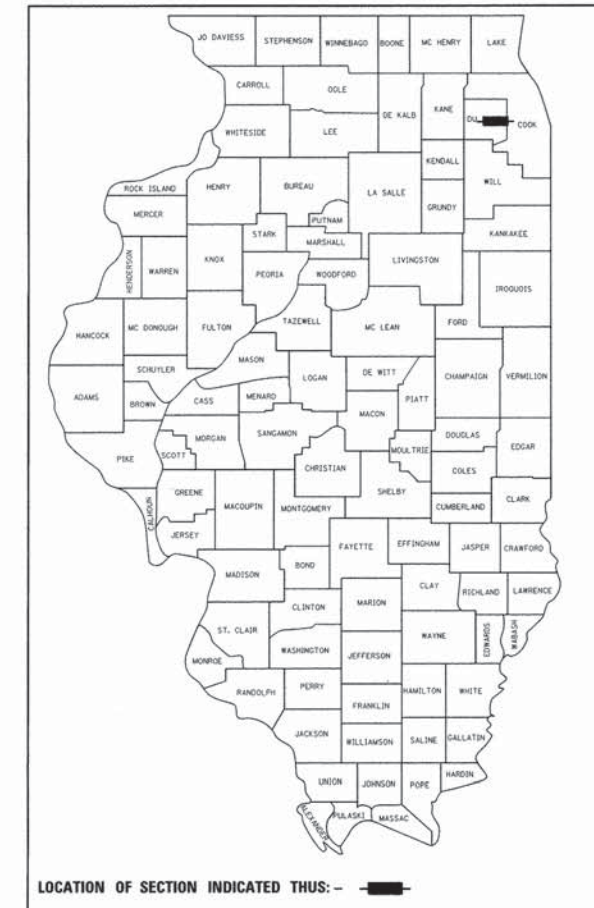 JO DAVIESS STEPHENSON WINNEBAGO BOONE MC HENRY LAKE
CARROLL OGLE
DE KALB KANE DU COOK
WHITESIDE LEE
KENDALL WILL
ROCK ISLAND HENRY BUREAU LA SALLE
MERCER PUTNAM GRUNDY
STARK MARSHALL KANKAKEE
HENDERSON WARREN KNOX PEORIA WOODFORD LIVINGSTON IROQUOIS
HANCOCK MC DONOUGH FULTON TAZEWELL MC LEAN FORD
MASON
SCHUYLER LOGAN DE WITT CHAMPAIGN VERMILION
ADAMS BROWN CASS MENARD PIATT
MACON
MORGAN SANGAMON DOUGLAS
PIKE SCOTT CHRISTIAN MOULTRIE COLES EDGAR
SHELBY
CALHOUN GREENE MACOUPIN MONTGOMERY CUMBERLAND CLARK
JERSEY
FAYETTE EFFINGHAM JASPER CRAWFORD
MADISON BOND
CLAY RICHLAND LAWRENCE
CLINTON MARION
ST. CLAIR WAYNE EDWARDS WABASH
WASHINGTON JEFFERSON
MONROE
RANDOLPH PERRY HAMILTON WHITE
FRANKLIN
JACKSON WILLIAMSON SALINE GALLATIN
UNION JOHNSON POPE HARDIN
ALEXANDER PULASKI MASSAC
LOCATION OF SECTION INDICATED THUS: -